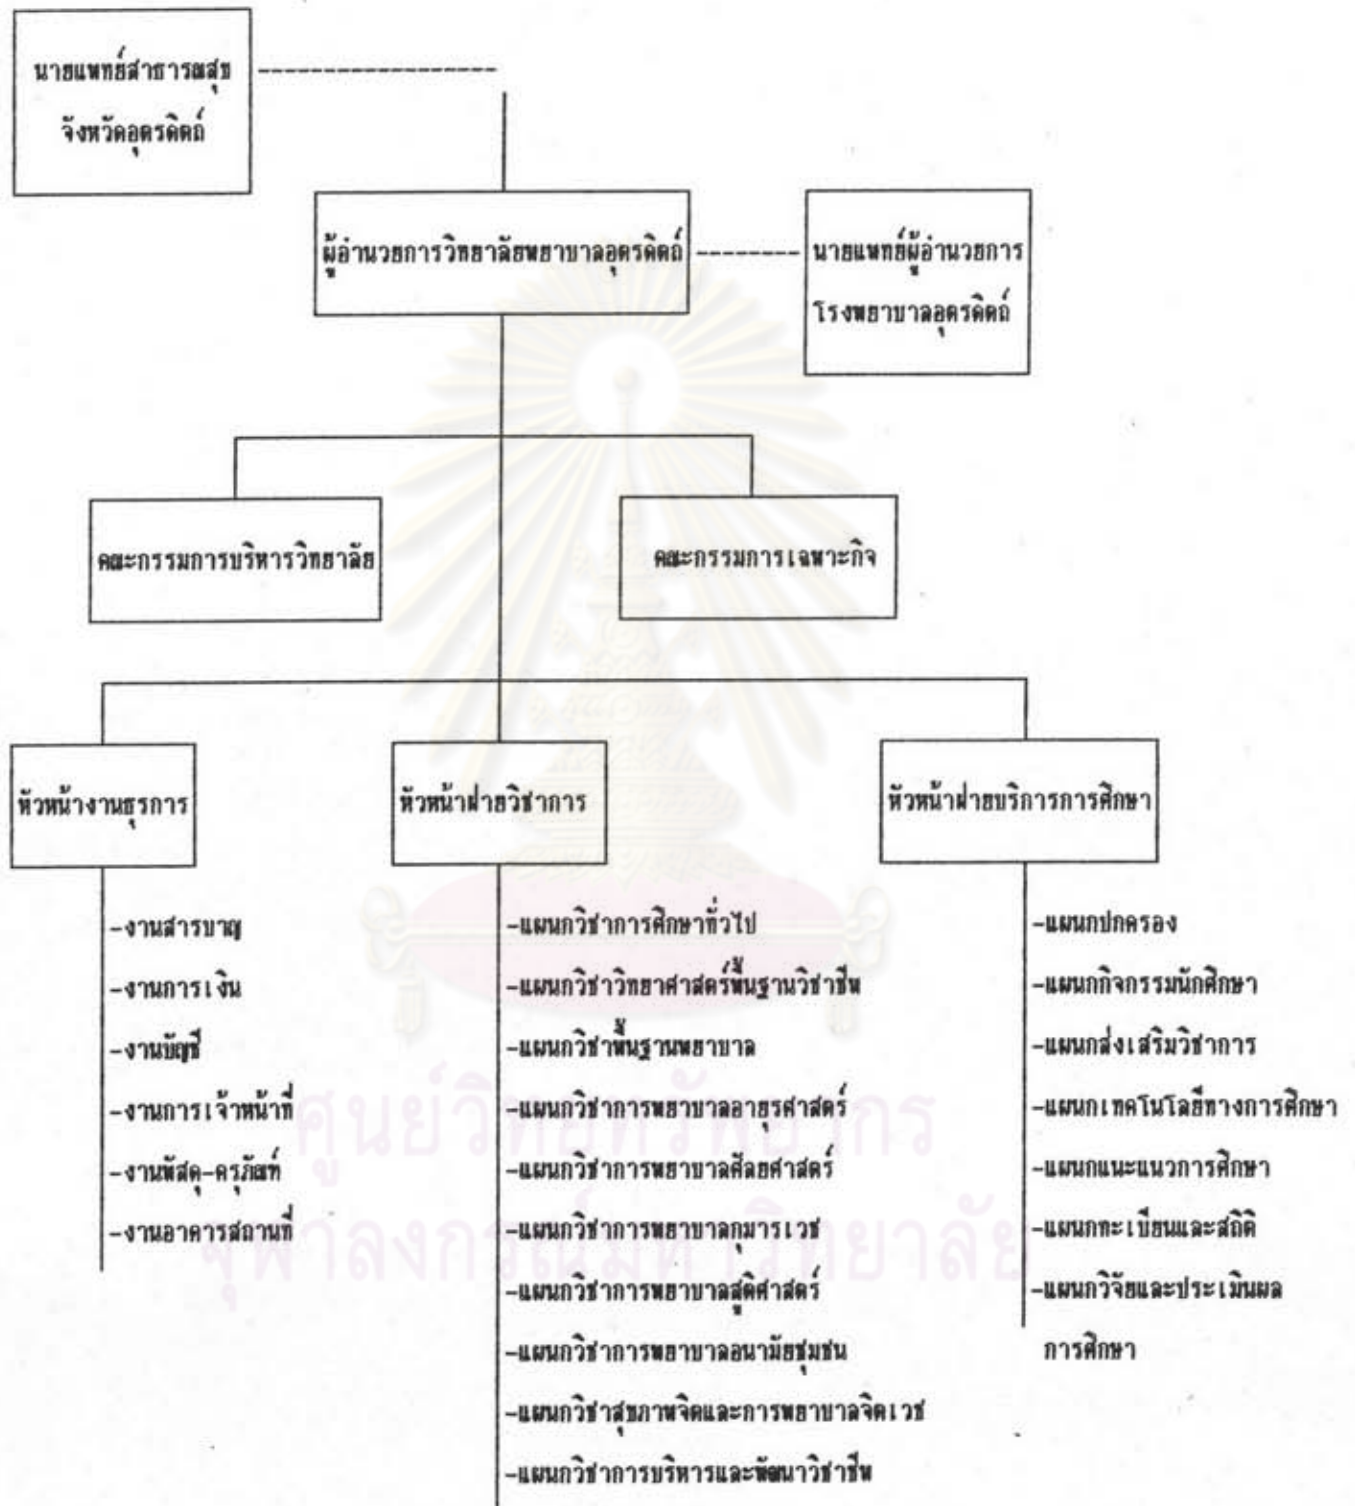 นายแพทย์สาธารณสุข
จังหวัดอุตรดิตถ์
ผู้อำนวยการวิทยาลัยพยาบาลอุตรดิตถ์
นายแพทย์ผู้อำนวยการ
โรงพยาบาลอุตรดิตถ์
คณะกรรมการบริหารวิทยาลัย
คณะกรรมการเฉพาะกิจ
หัวหน้างานธุรการ
-งานสารบาญ
-งานการเงิน
-งานบัญชี
-งานการเจ้าหน้าที่
-งานพัสดุ-ครุภัณฑ์
-งานอาคารสถานที่
หัวหน้าฝ่ายวิชาการ
-แผนกวิชาการศึกษาทั่วไป
-แผนกวิชาวิทยาศาสตร์พื้นฐานวิชาชีพ
-แผนกวิชาพื้นฐานพยาบาล
-แผนกวิชาการพยาบาลอายุรศาสตร์
-แผนกวิชาการพยาบาลศัลยศาสตร์
-แผนกวิชาการพยาบาลกุมารเวช
-แผนกวิชาการพยาบาลสูติศาสตร์
-แผนกวิชาการพยาบาลอนามัยชุมชน
-แผนกวิชาสุขภาพจิตและการพยาบาลจิตเวช
-แผนกวิชาการบริหารและพัฒนาวิชาชีพ
หัวหน้าฝ่ายบริการการศึกษา
-แผนกปกครอง
-แผนกกิจกรรมนักศึกษา
-แผนกส่งเสริมวิชาการ
-แผนกเทคโนโลยีทางการศึกษา
-แผนกแนะแนวการศึกษา
-แผนกทะเบียนและสถิติ
-แผนกวิจัยและประเมินผล
การศึกษา
ศูนย์วิทยทรัพยากร
จุฬาลงกรณ์มหาวิทยาลัย